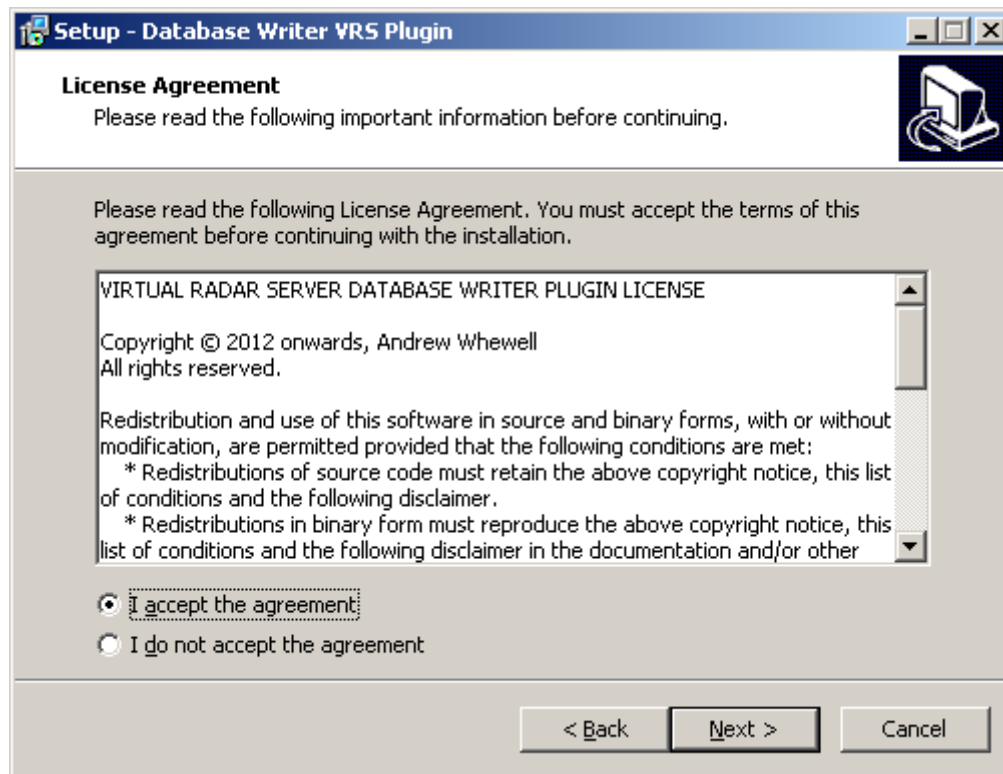 Setup - Database Writer VRS Plugin
License Agreement
Please read the following important information before continuing.
Please read the following License Agreement. You must accept the terms of this
agreement before continuing with the installation.
VIRTUAL RADAR SERVER DATABASE WRITER PLUGIN LICENSE
Copyright © 2012 onwards, Andrew Whewell
All rights reserved.
Redistribution and use of this software in source and binary forms, with or without
modification, are permitted provided that the following conditions are met:
* Redistributions of source code must retain the above copyright notice, this list
of conditions and the following disclaimer.
* Redistributions in binary form must reproduce the above copyright notice, this
list of conditions and the following disclaimer in the documentation and/or other
I accept the agreement
I do not accept the agreement
< Back Next > Cancel